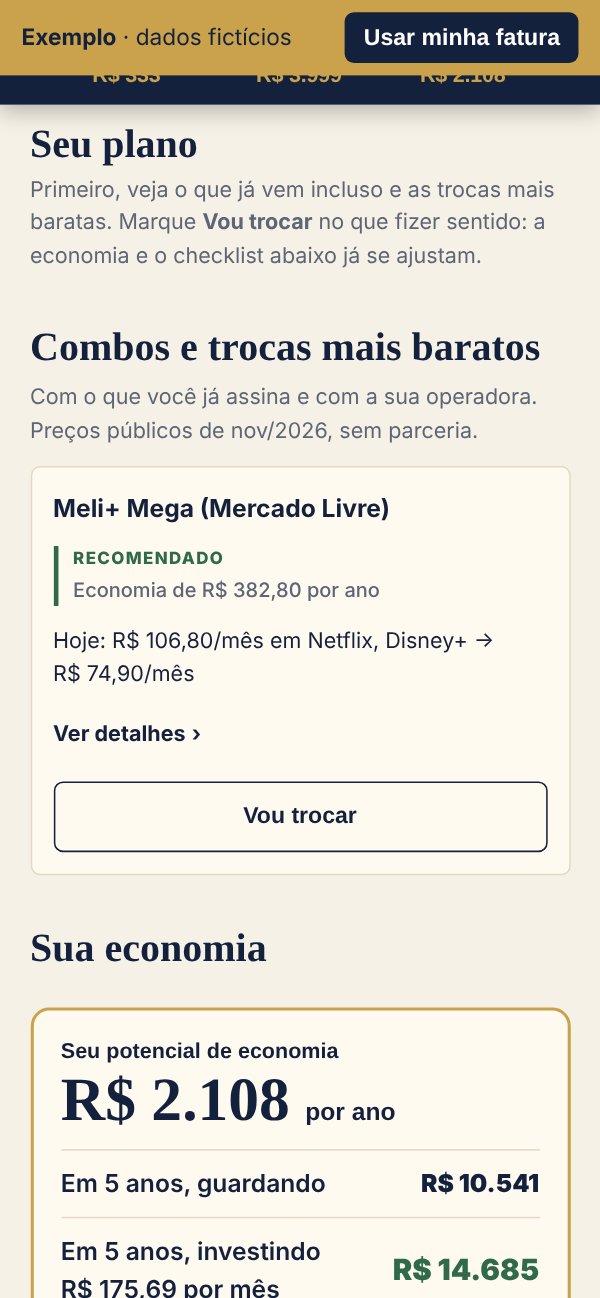 Exemplo · dados fictícios
Usar minha fatura
R$ 333 R$ 3.999 R$ 2.108
Seu plano
Primeiro, veja o que já vem incluso e as trocas mais
baratas. Marque Vou trocar no que fizer sentido: a
economia e o checklist abaixo já se ajustam.
Combos e trocas mais baratos
Com o que você já assina e com a sua operadora.
Preços públicos de nov/2026, sem parceria.
Meli+ Mega (Mercado Livre)
RECOMENDADO
Economia de R$ 382,80 por ano
Hoje: R$ 106,80/mês em Netflix, Disney+ →
R$ 74,90/mês
Ver detalhes ›
Vou trocar
Sua economia
Seu potencial de economia
R$ 2.108 por ano
Em 5 anos, guardando R$ 10.541
Em 5 anos, investindo
R$ 14.685
R$ 175,69 por mês